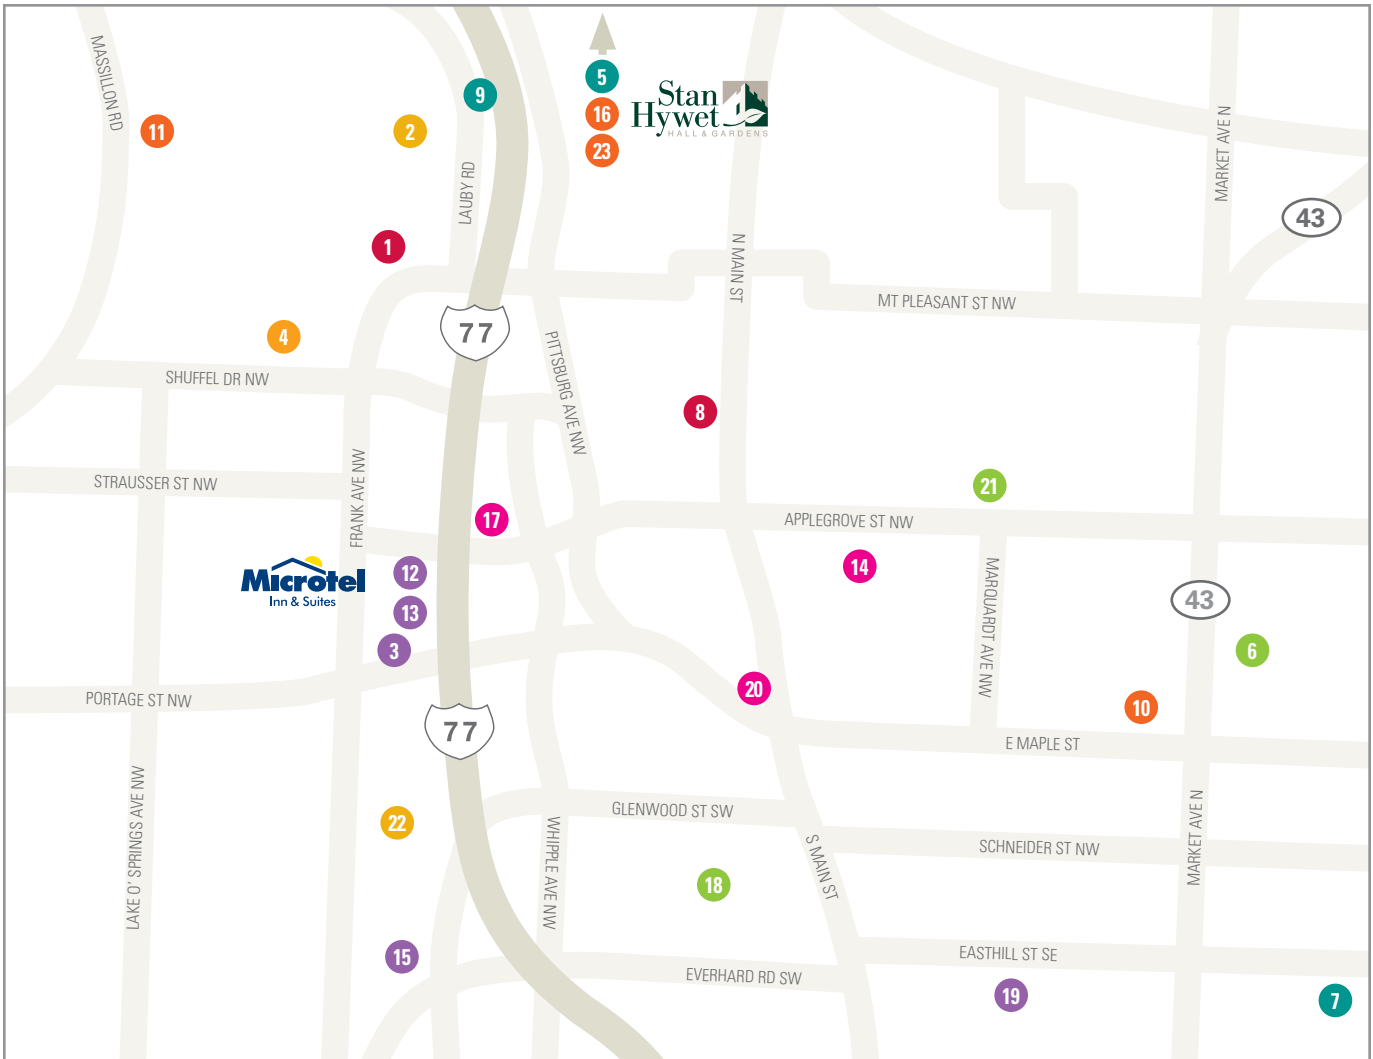 MASSILLON RD
11
2
9
LAUBY RD
5
16
23
Stan
Hywet
HALL & GARDENS
MARKET AVE N
43
1
N MAIN ST
MT PLEASANT ST NW
4
77
PITTSBURG AVE NW
SHUFFEL DR NW
8
STRAUSSER ST NW
FRANK AVE NW
17
21
APPLEGROVE ST NW
Microtel
Inn & Suites
12
13
3
14
MARQUARDT AVE NW
43
6
PORTAGE ST NW
20
10
77
E MAPLE ST
LAKE O' SPRINGS AVE NW
22
GLENWOOD ST SW
WHIPPLE AVE NW
S MAIN ST
SCHNEIDER ST NW
MARKET AVE N
18
15
EVERHARD RD SW
EASTHILL ST SE
19
7